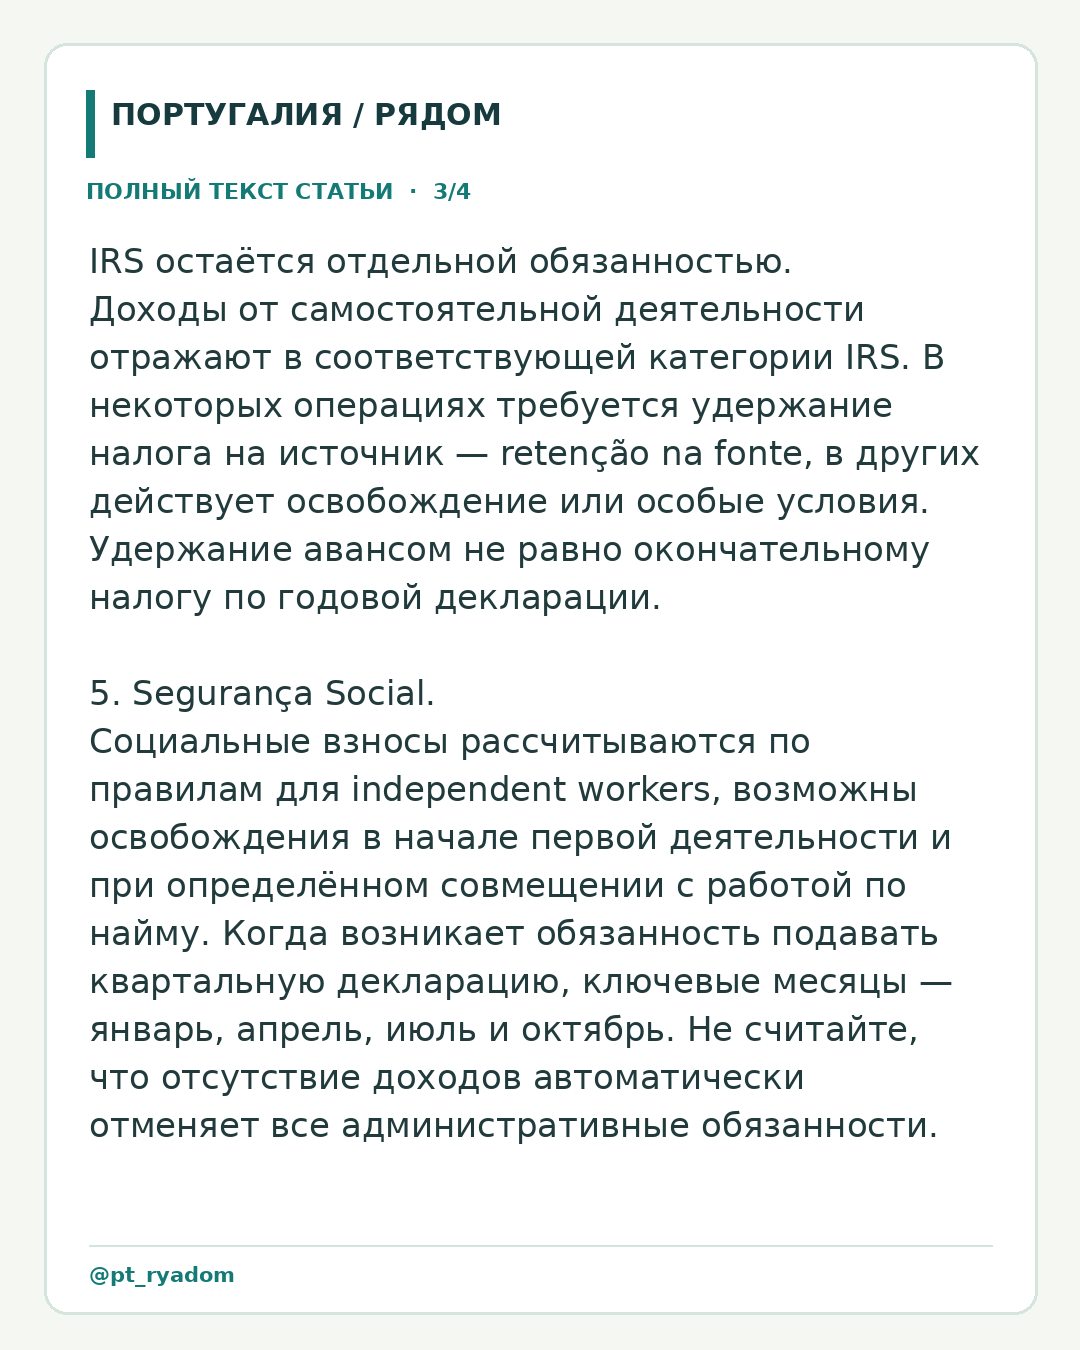 ПОРТУГАЛИЯ / РЯДОМ
ПОЛНЫЙ ТЕКСТ СТАТЬИ · 3/4
IRS остаётся отдельной обязанностью.
Доходы от самостоятельной деятельности
отражают в соответствующей категории IRS. В
некоторых операциях требуется удержание
налога на источник — retenção na fonte, в других
действует освобождение или особые условия.
Удержание авансом не равно окончательному
налогу по годовой декларации.
5. Segurança Social.
Социальные взносы рассчитываются по
правилам для independent workers, возможны
освобождения в начале первой деятельности и
при определённом совмещении с работой по
найму. Когда возникает обязанность подавать
квартальную декларацию, ключевые месяцы —
январь, апрель, июль и октябрь. Не считайте,
что отсутствие доходов автоматически
отменяет все административные обязанности.
@pt_ryadom